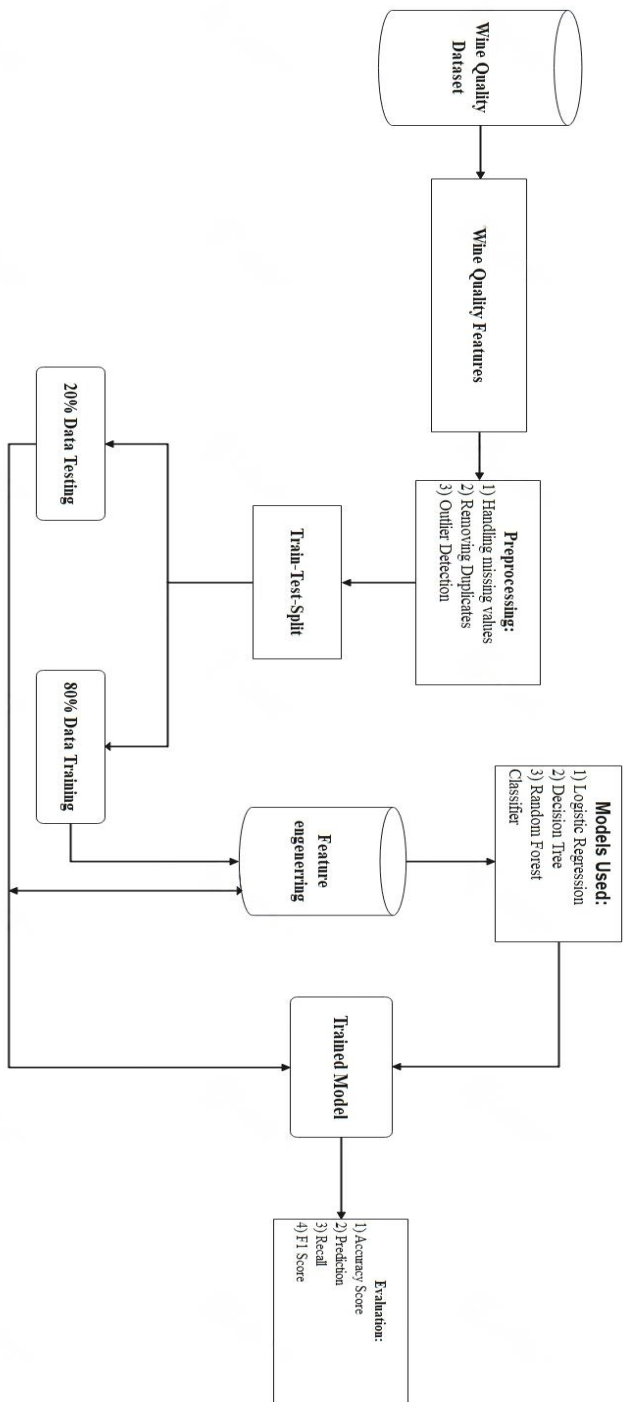 Wine Quality
Dataset
Wine Quality Features
Preprocessing:
1) Handling missing values
2) Removing Duplicates
3) Outlier Detection
Train-Test-Split
20% Data Testing
80% Data Training
Feature
engenerring
Models Used:
1) Logistic Regression
2) Decision Tree
3) Random Forest
Classifier
Trained Model
Evaluation:
1) Accuracy Score
2) Prediction
3) Recall
4) F1 Score